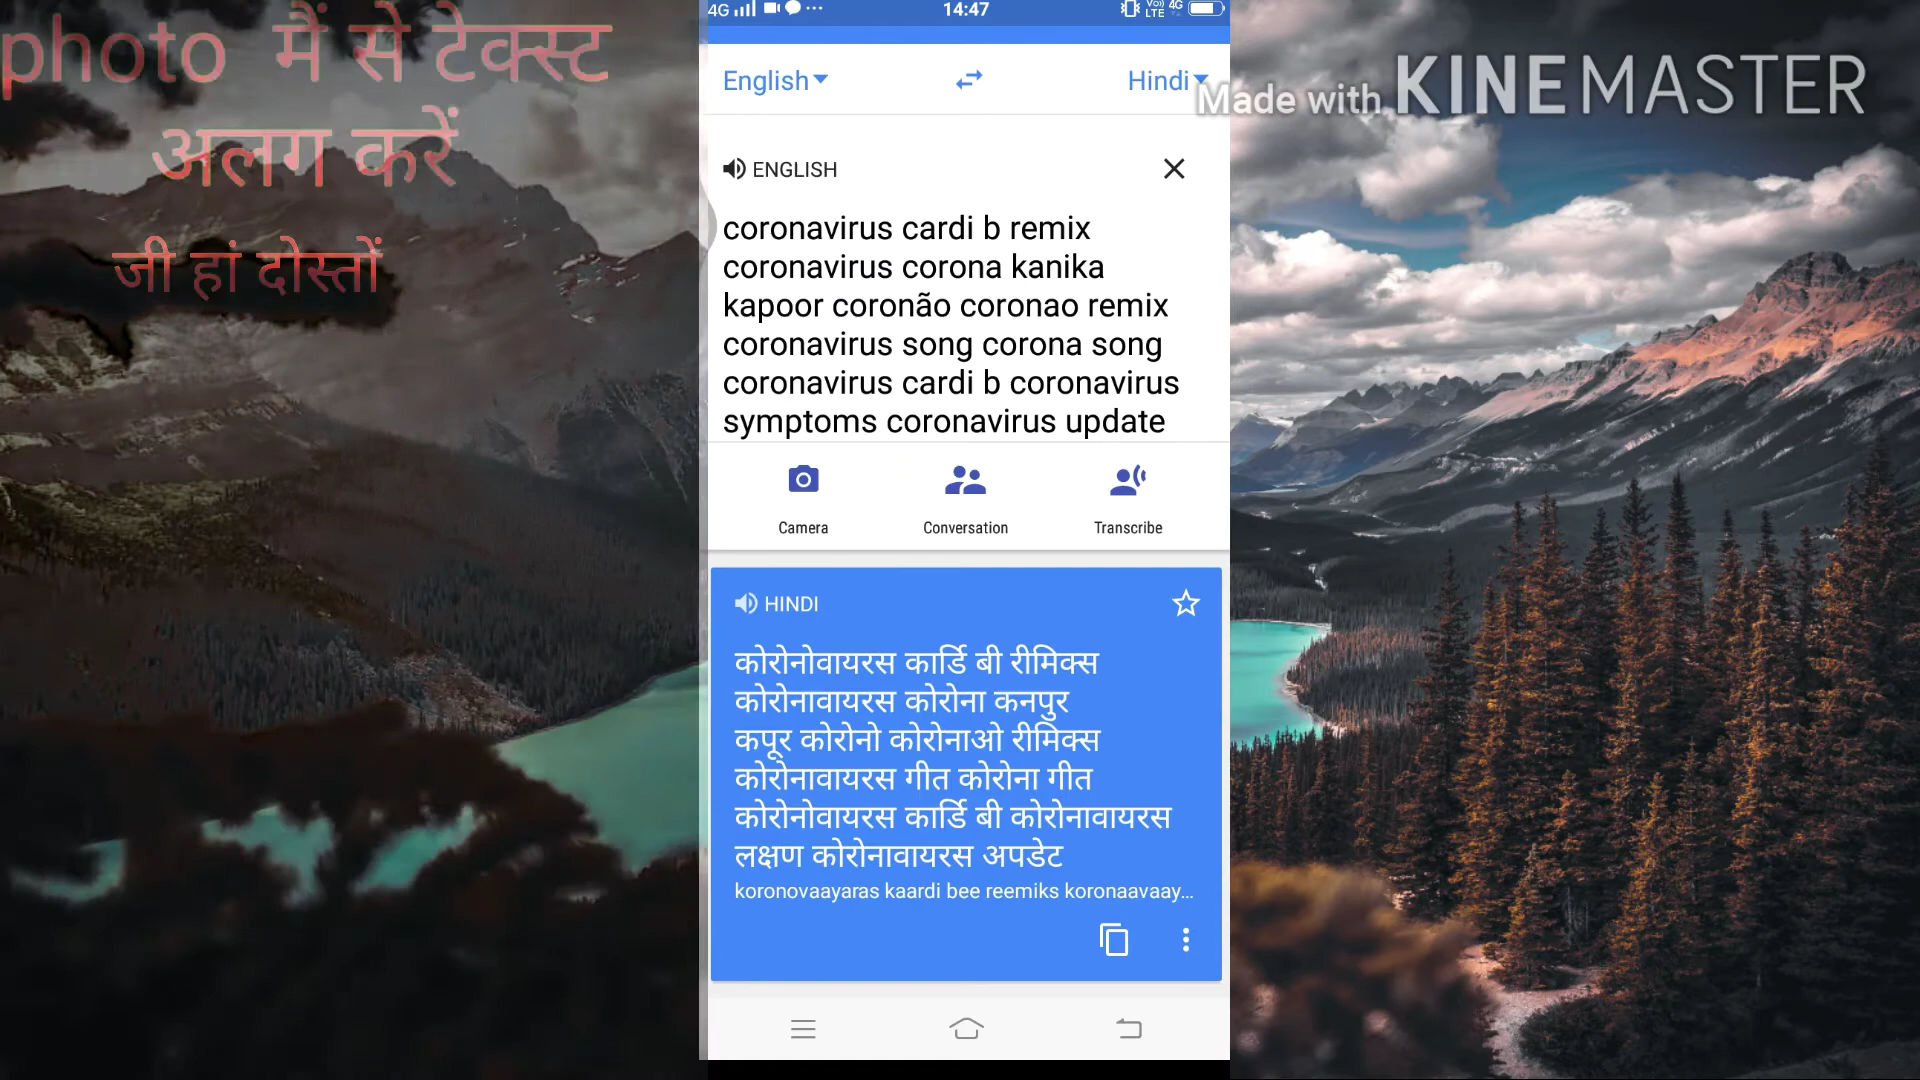 photo मैं से टेक्स्ट
अलग करें
जी हां दोस्तों
4G 14:47 VoLTE 4G
English Hindi
Made with KINEMASTER
ENGLISH
coronavirus cardi b remix
coronavirus corona kanika
kapoor coronão coronao remix
coronavirus song corona song
coronavirus cardi b coronavirus
symptoms coronavirus update
Camera Conversation Transcribe
HINDI
कोरोनोवायरस कार्डि बी रीमिक्स
कोरोनावायरस कोरोना कनपुर
कपूर कोरोनो कोरोनाओ रीमिक्स
कोरोनावायरस गीत कोरोना गीत
कोरोनोवायरस कार्डि बी कोरोनावायरस
लक्षण कोरोनावायरस अपडेट
koronovaayaras kaardi bee reemiks koronaavaay...